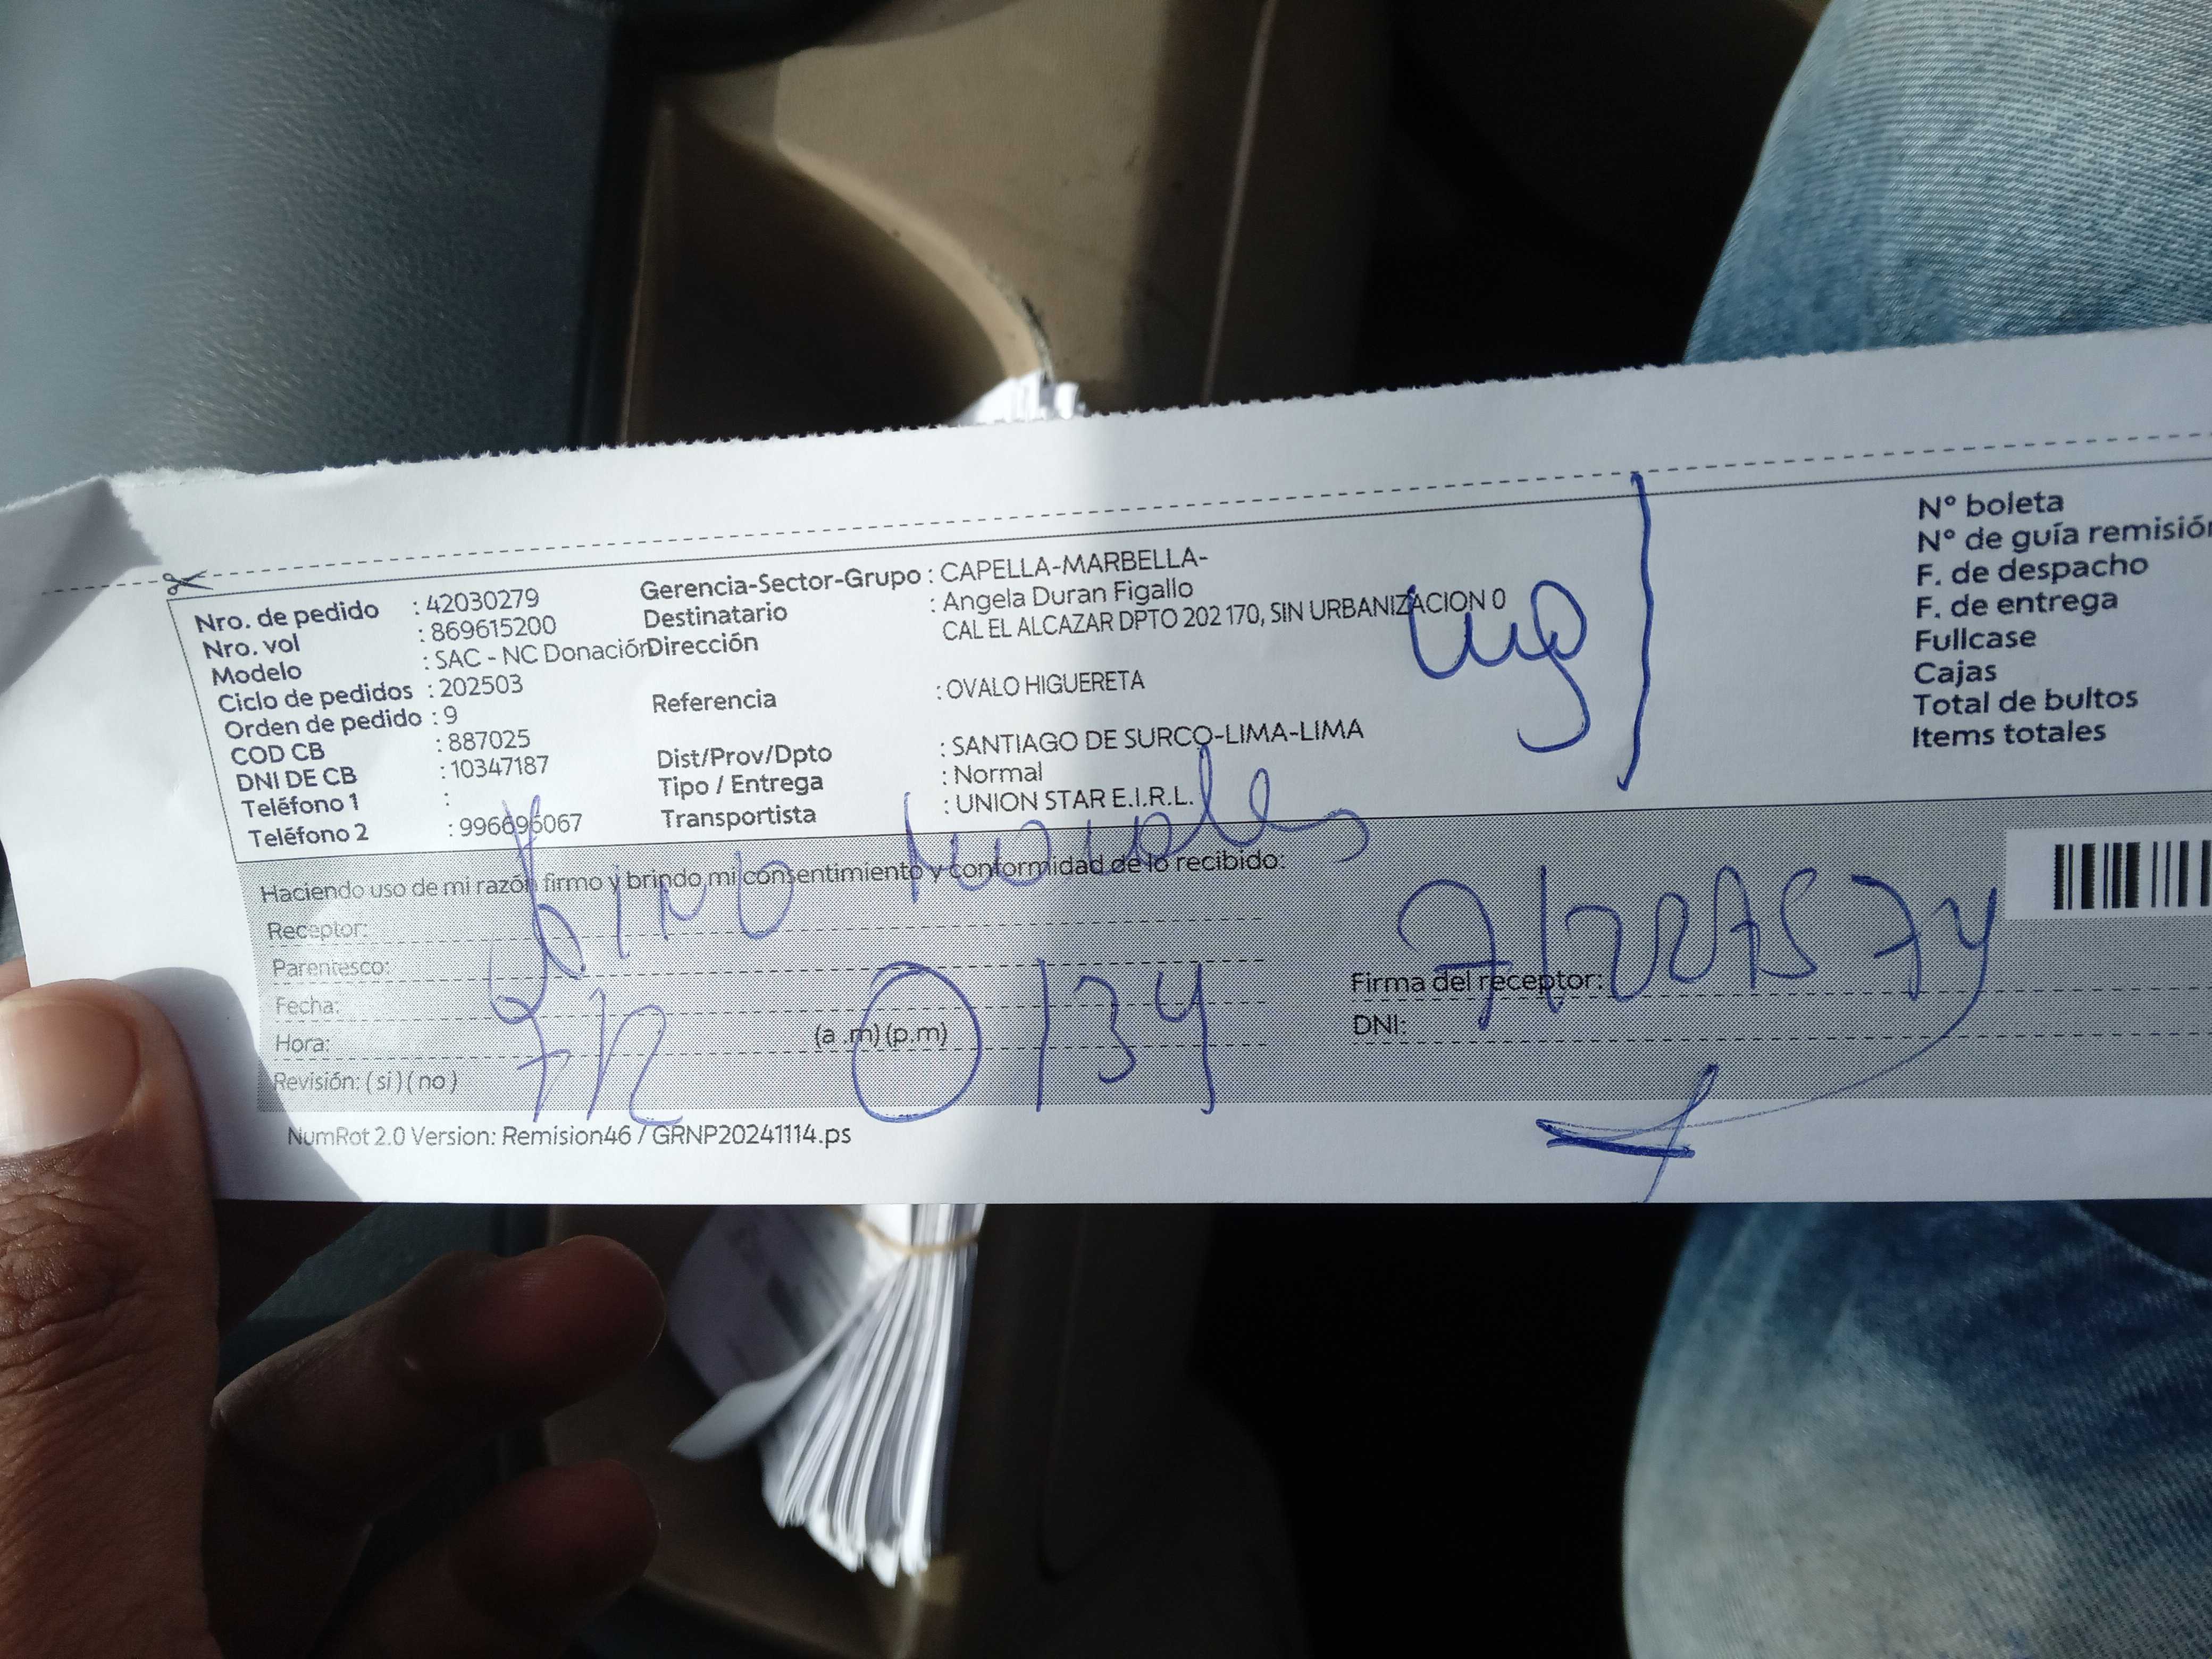 Nro. de pedido : 42030279
Nro. vol : 869615200
Modelo : SAC - NC Donación
Ciclo de pedidos : 202503
Orden de pedido : 9
COD CB : 887025
DNI DE CB : 10347187
Teléfono 1 :
Teléfono 2 : 996696067
Gerencia-Sector-Grupo : CAPELLA-MARBELLA-
Destinatario : Angela Duran Figallo
Dirección CAL EL ALCAZAR DPTO 202 170, SIN URBANIZACION 0
Referencia : OVALO HIGUERETA
Dist/Prov/Dpto : SANTIAGO DE SURCO-LIMA-LIMA
Tipo / Entrega : Normal
Transportista : UNION STAR E.I.R.L.
N° boleta
N° de guía remisión
F. de despacho
F. de entrega
Fullcase
Cajas
Total de bultos
Items totales
Haciendo uso de mi razón firmo y brindo mi consentimiento y conformidad de lo recibido:
Receptor:
Parentesco:
Fecha:
Hora: (a .m) (p.m)
Revisión: ( si ) ( no )
Firma del receptor:
DNI:
0134
NumRot 2.0 Version: Remision46 / GRNP20241114.ps